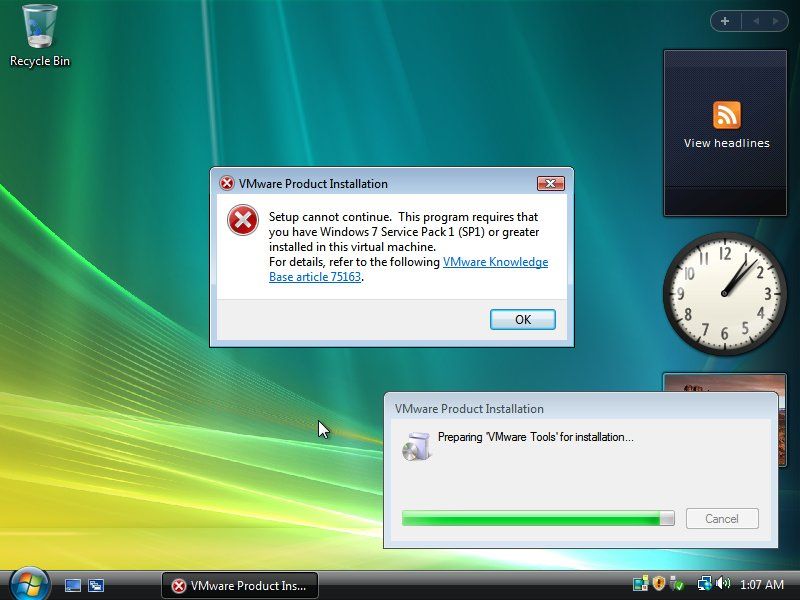 Recycle Bin
View headlines
VMware Product Installation
Setup cannot continue.  This program requires that
you have Windows 7 Service Pack 1 (SP1) or greater
installed in this virtual machine.
For details, refer to the following VMware Knowledge
Base article 75163.
OK
12
11
1
10
2
9
3
8
4
7
6
5
VMware Product Installation
Preparing 'VMware Tools' for installation...
Cancel
VMware Product Ins...
1:07 AM